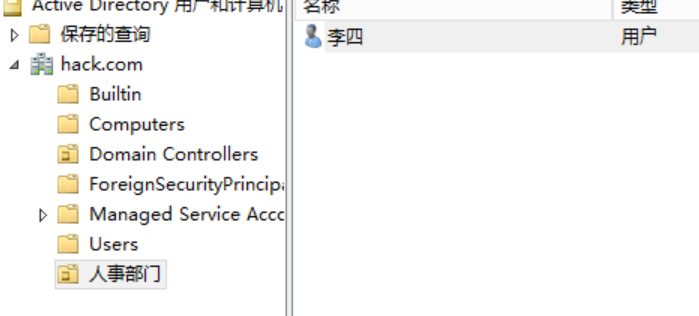 Active Directory 用户和计算机
保存的查询
hack.com
Builtin
Computers
Domain Controllers
ForeignSecurityPrincipa
Managed Service Acco
Users
人事部门
名称 类型
李四 用户